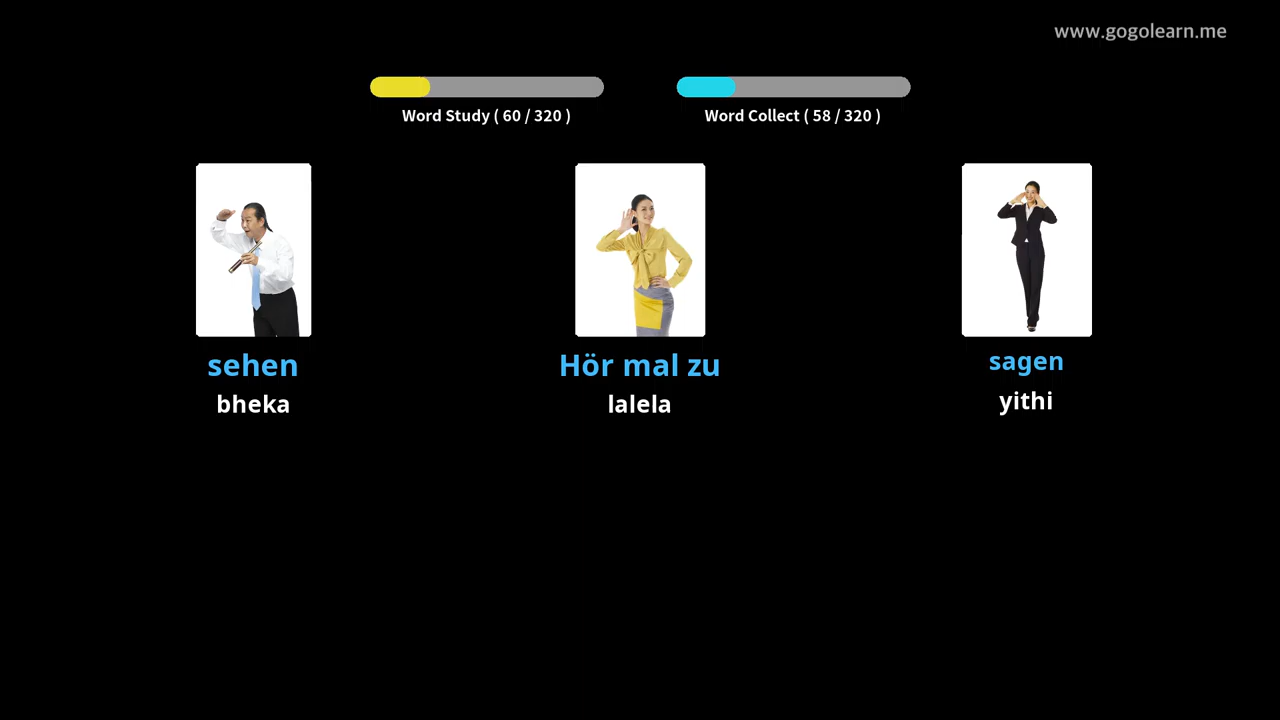 www.gogolearn.me
Word Study ( 60 / 320 )
Word Collect ( 58 / 320 )
sehen
bheka
Hör mal zu
lalela
sagen
yithi